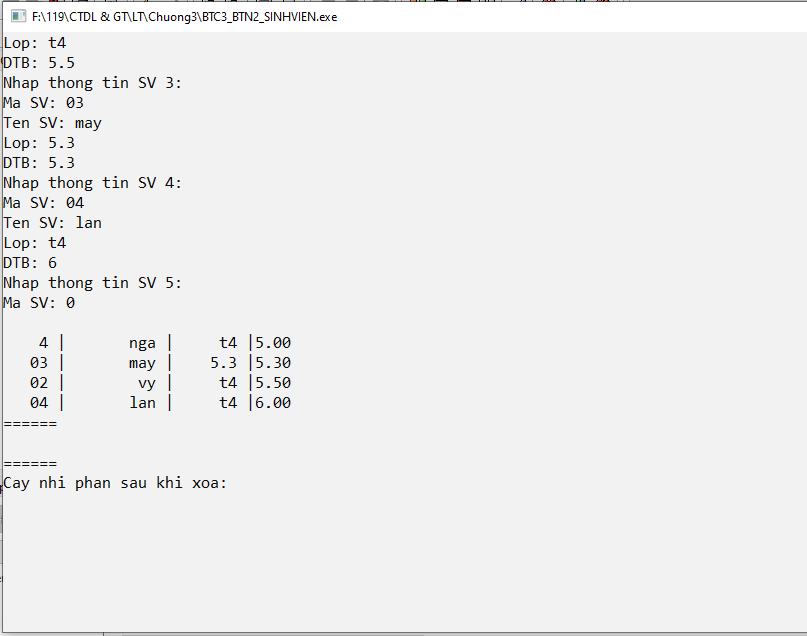 F:\119\CTDL & GT\LT\Chuong3\BTC3_BTN2_SINHVIEN.exe
Lop: t4
DTB: 5.5
Nhap thong tin SV 3:
Ma SV: 03
Ten SV: may
Lop: 5.3
DTB: 5.3
Nhap thong tin SV 4:
Ma SV: 04
Ten SV: lan
Lop: t4
DTB: 6
Nhap thong tin SV 5:
Ma SV: 0
4 | nga | t4 |5.00
03 | may | 5.3 |5.30
02 | vy | t4 |5.50
04 | lan | t4 |6.00
======
======
Cay nhi phan sau khi xoa: